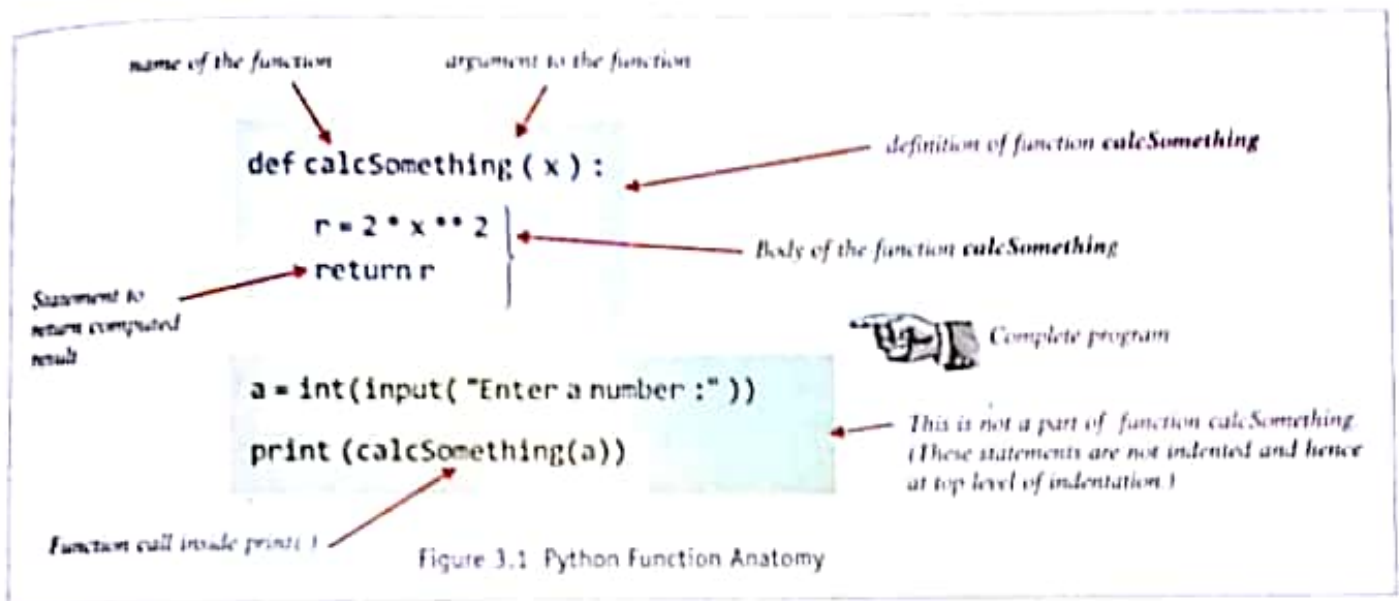 name of the function
argument to the function
definition of function calcSomething
def calcSomething ( x ) :
r = 2 * x ** 2
Body of the function calcSomething
return r
Statement to
return computed
result
Complete program
a = int(input( "Enter a number :" ))
print (calcSomething(a))
This is not a part of function calcSomething.
(These statements are not indented and hence
at top level of indentation.)
Function call inside print( )
Figure 3.1 Python Function Anatomy